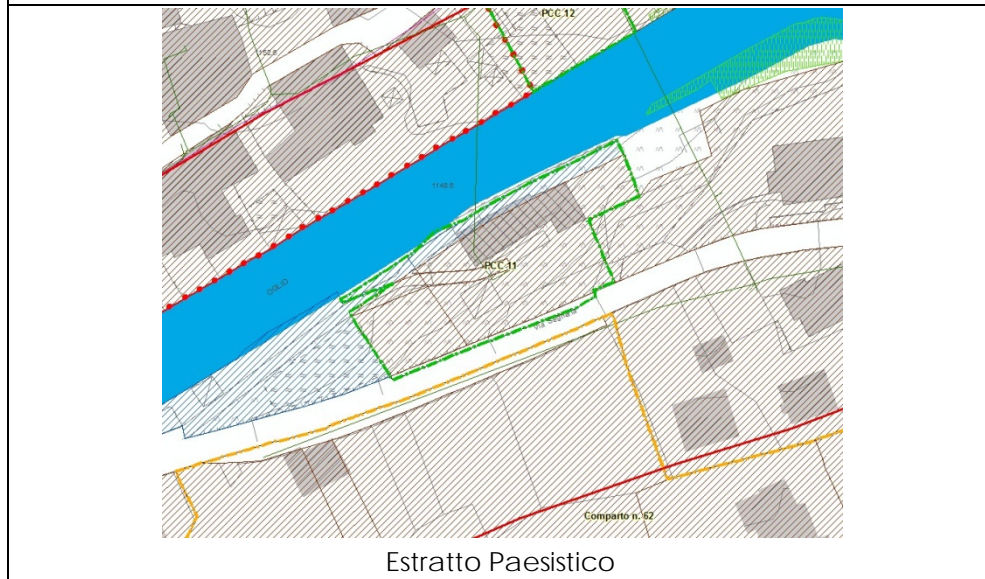 PCC 12
1148.6
OGLIO
PCC 11
Comparto n. 62
Estratto Paesistico